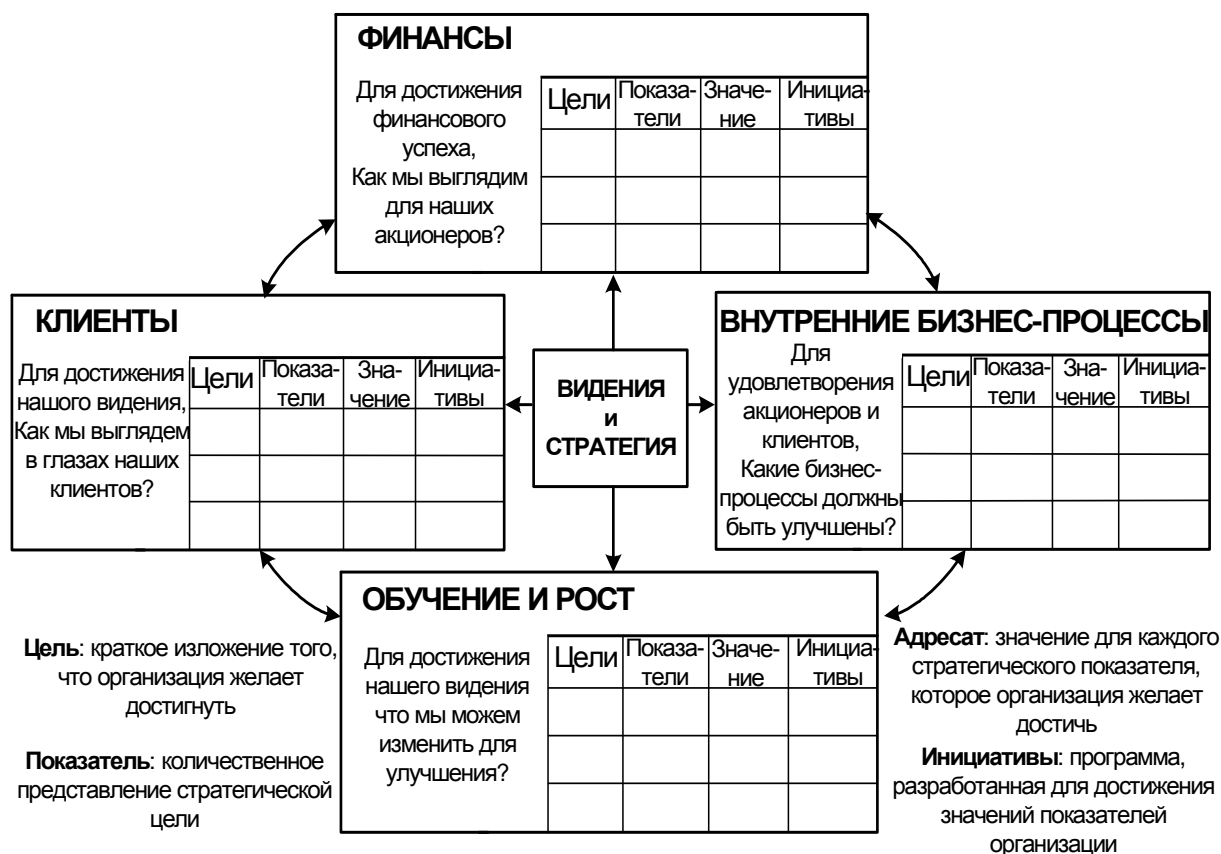 ФИНАНСЫ
Для достижения
финансового
успеха,
Как мы выглядим
для наших
акционеров?
Цели Показа- Значе- Инициа-
тели ние тивы
КЛИЕНТЫ
Для достижения
нашого видения,
Как мы выглядем
в глазах наших
клиентов?
Цели Показа- Зна- Инициа-
тели чение тивы
ВИДЕНИЯ
и
СТРАТЕГИЯ
ВНУТРЕННИЕ БИЗНЕС-ПРОЦЕССЫ
Для
удовлетворения
акционеров и
клиентов,
Какие бизнес-
процессы должны
быть улучшены?
Цели Показа- Зна- Инициа-
тели чение тивы
ОБУЧЕНИЕ И РОСТ
Для достижения
нашего видения
что мы можем
изменить для
улучшения?
Цели Показа- Значе- Инициа-
тели ние тивы
Цель: краткое изложение того,
что организация желает
достигнуть
Показатель: количественное
представление стратегической
цели
Адресат: значение для каждого
стратегического показателя,
которое организация желает
достичь
Инициативы: программа,
разработанная для достижения
значений показателей
организации